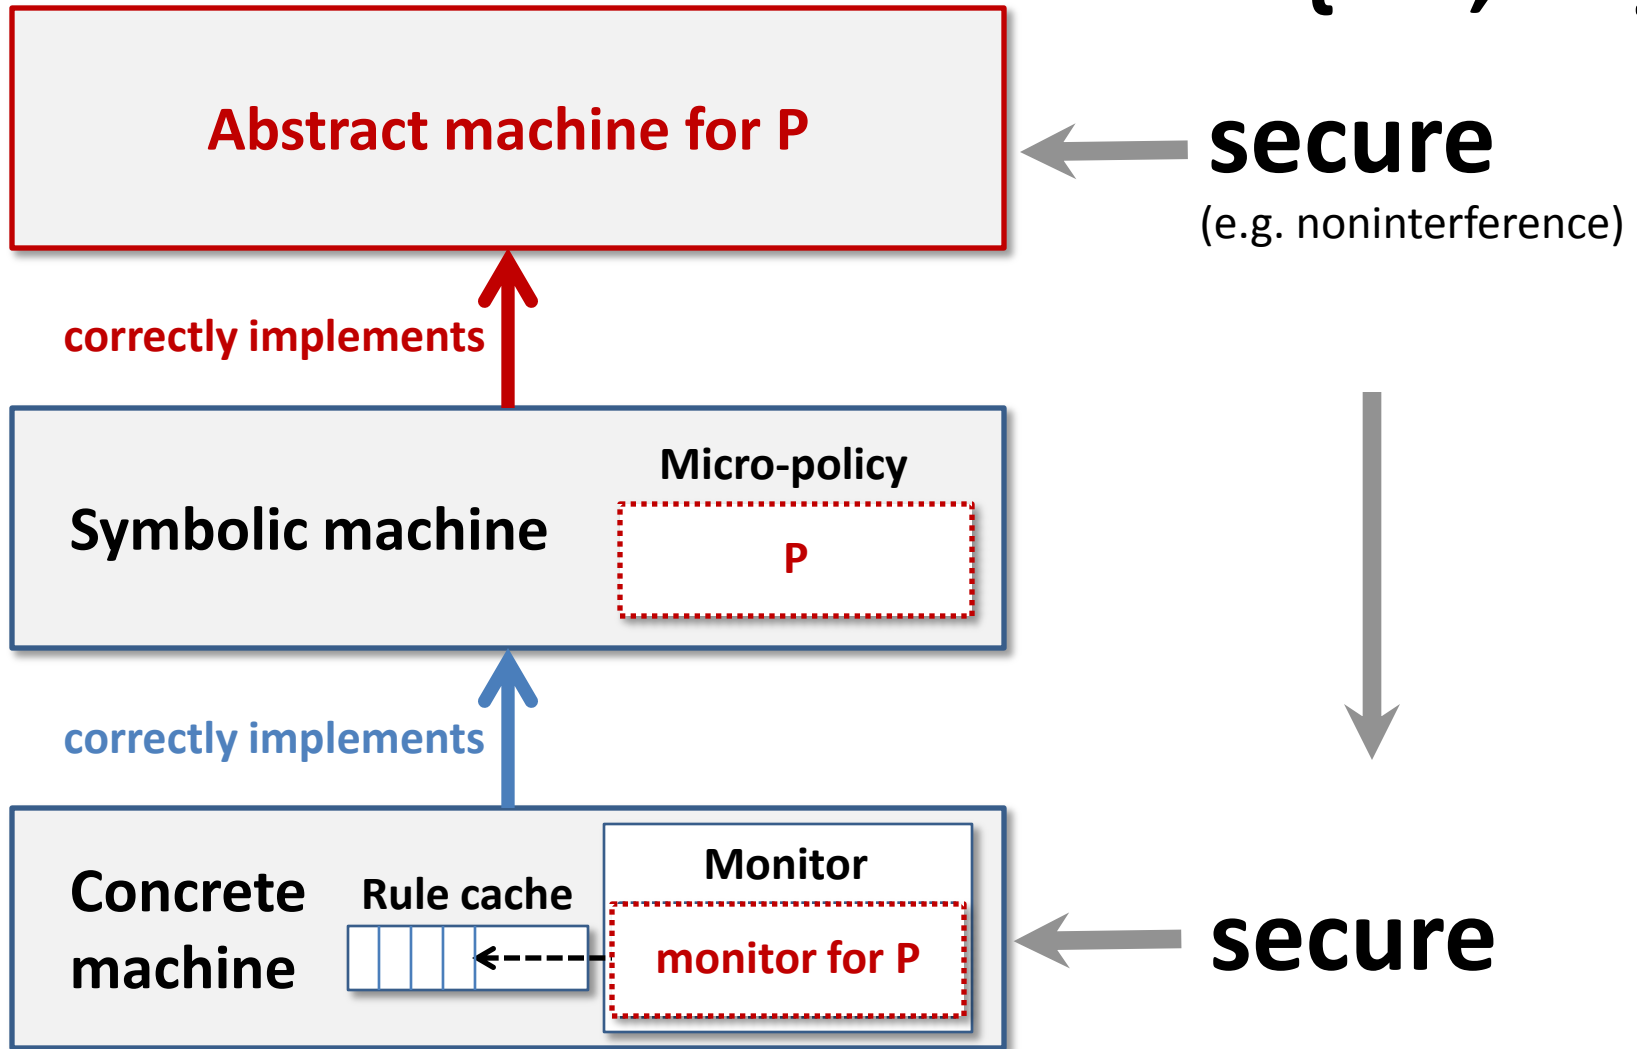 Abstract machine for P
secure
(e.g. noninterference)
correctly implements
Micro-policy
Symbolic machine
P
correctly implements
Monitor
Concrete
machine
Rule cache
monitor for P
secure